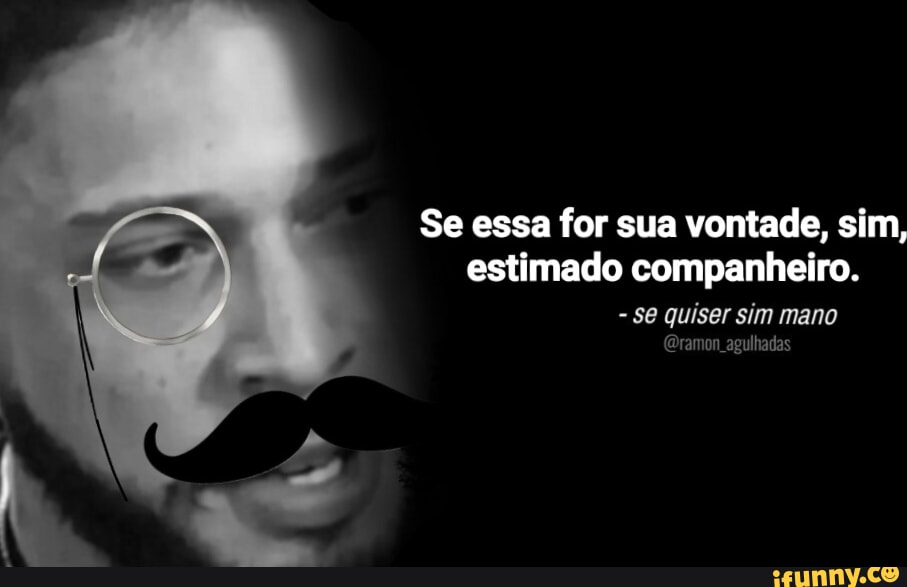 Se essa for sua vontade, sim,
estimado companheiro.
- se quiser sim mano
@ramon_agulhadas
ifunny.co